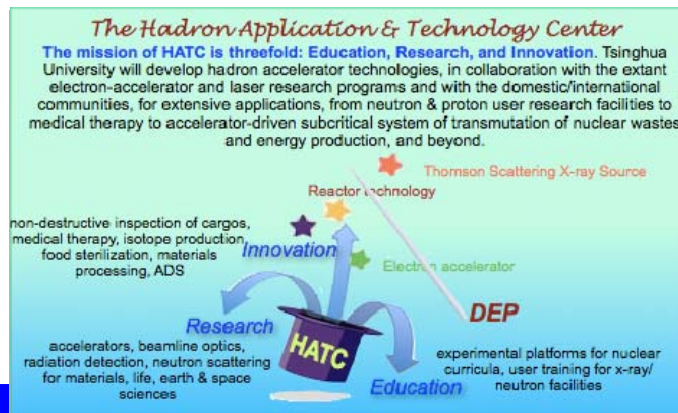 The Hadron Application & Technology Center
The mission of HATC is threefold: Education, Research, and Innovation. Tsinghua
University will develop hadron accelerator technologies, in collaboration with the extant
electron-accelerator and laser research programs and with the domestic/international
communities, for extensive applications, from neutron & proton user research facilities to
medical therapy to accelerator-driven subcritical system of transmutation of nuclear wastes
and energy production, and beyond.
Thomson Scattering X-ray Source
Reactor technology
non-destructive inspection of cargos,
medical therapy, isotope production,
food sterilization, materials
processing, ADS
Innovation
Electron accelerator
DEP
Research
accelerators, beamline optics,
radiation detection, neutron scattering
for materials, life, earth & space
sciences
HATC
Education
experimental platforms for nuclear
curricula, user training for x-ray/
neutron facilities